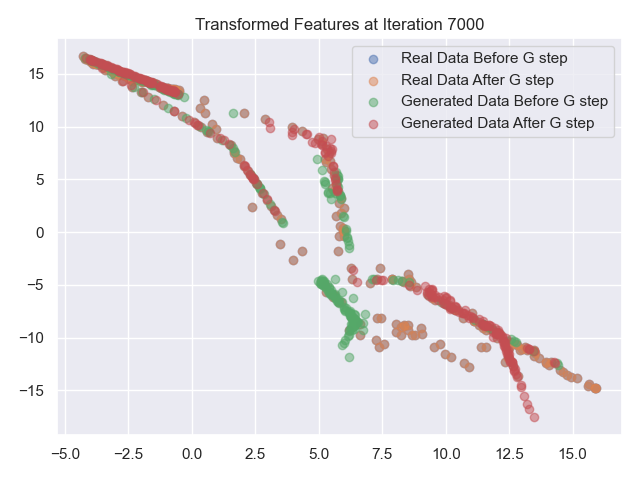 Transformed Features at Iteration 7000
Real Data Before G step
Real Data After G step
Generated Data Before G step
Generated Data After G step
15
10
5
0
−5
−10
−15
−5.0 −2.5 0.0 2.5 5.0 7.5 10.0 12.5 15.0